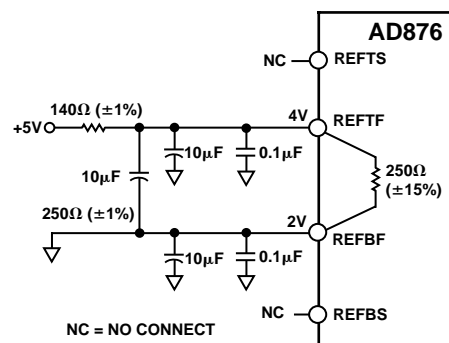 AD876
NC
REFTS
140Ω (±1%)
4V
REFTF
+5V
10µF
0.1µF
250Ω
(±15%)
10µF
250Ω (±1%)
2V
REFBF
10µF
0.1µF
NC
REFBS
NC = NO CONNECT